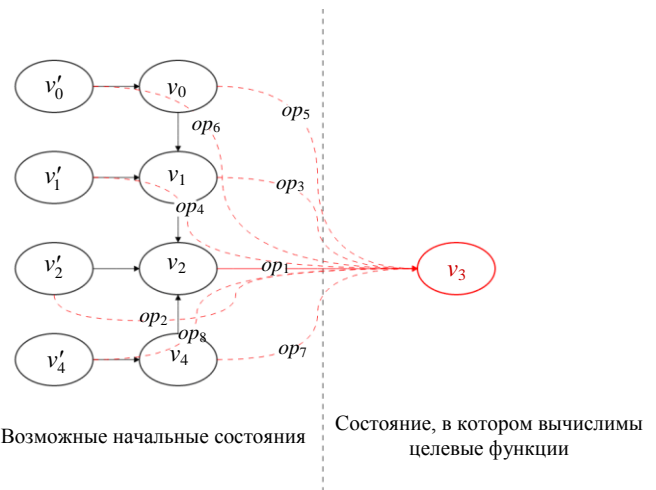 v′₀ v₀ op₅
op₆
v′₁ v₁ op₃
op₄
v′₂ v₂ op₁ v₃
op₂
op₈
v′₄ v₄ op₇
Возможные начальные состояния
Состояние, в котором вычислимы
целевые функции